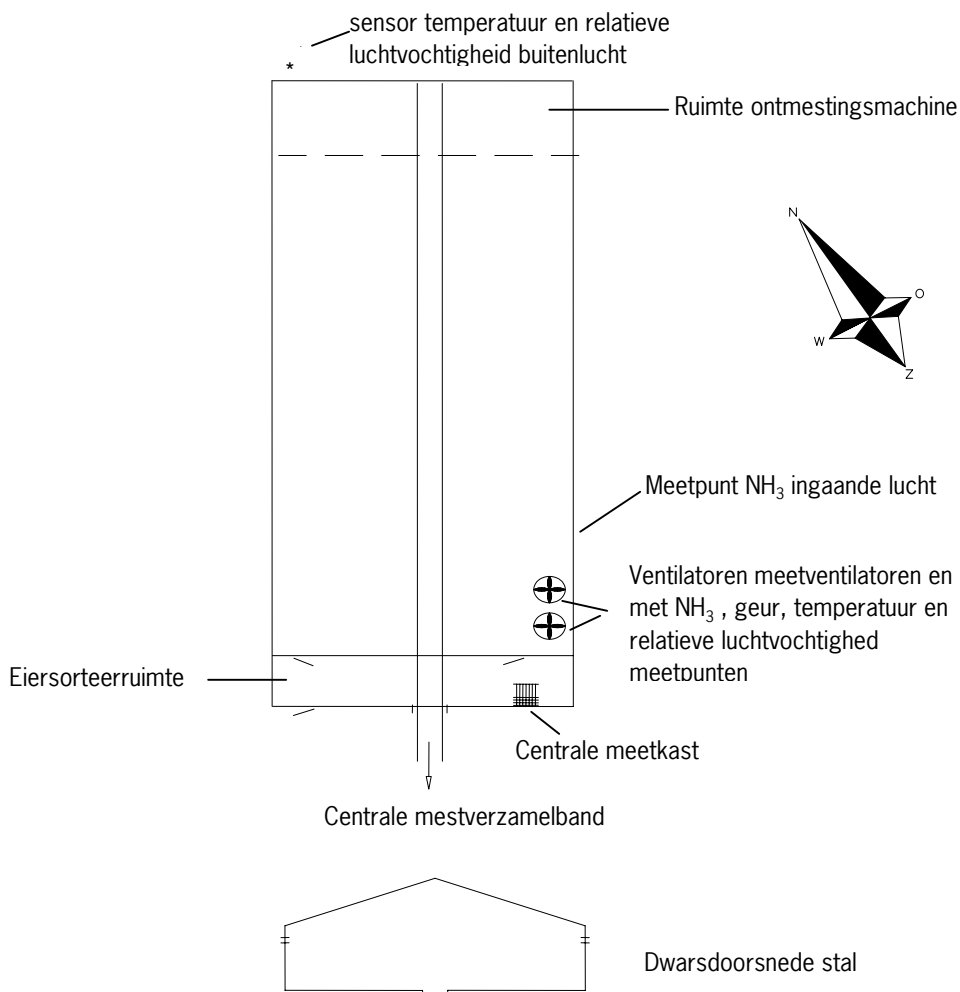 sensor temperatuur en relatieve
luchtvochtigheid buitenlucht
*
Ruimte ontmestingsmachine
N
O
W
Z
Meetpunt NH₃ ingaande lucht
Ventilatoren meetventilatoren en
met NH₃ , geur, temperatuur en
relatieve luchtvochtighed
meetpunten
Eiersorteerruimte
Centrale meetkast
Centrale mestverzamelband
Dwarsdoorsnede stal